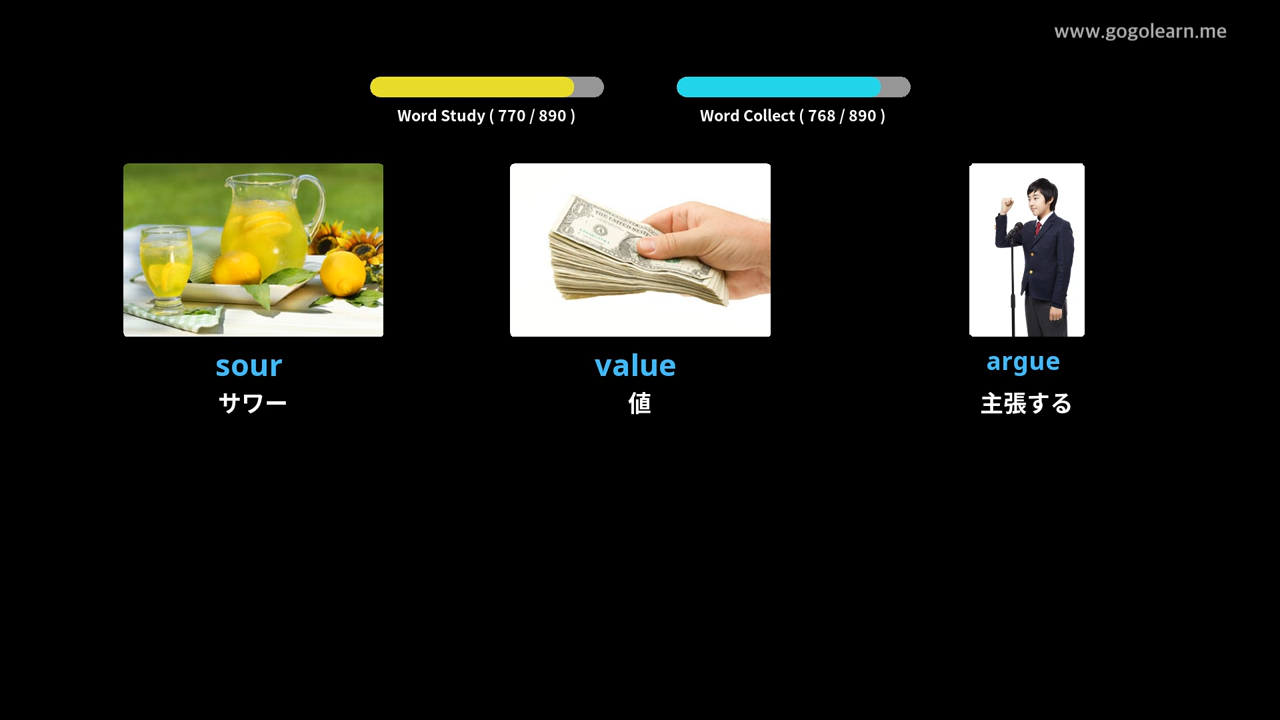 www.gogolearn.me
Word Study ( 770 / 890 )
Word Collect ( 768 / 890 )
sour
value
argue
サワー
値
主張する